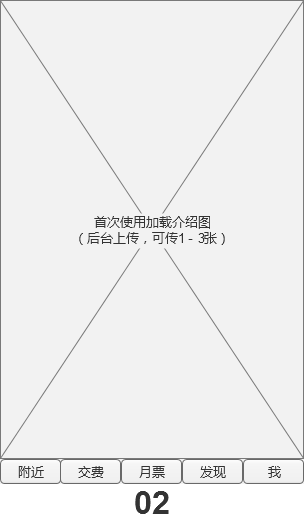 首次使用加载介绍图
（后台上传，可传1 - 3张）
附近 交费 月票 发现 我
02